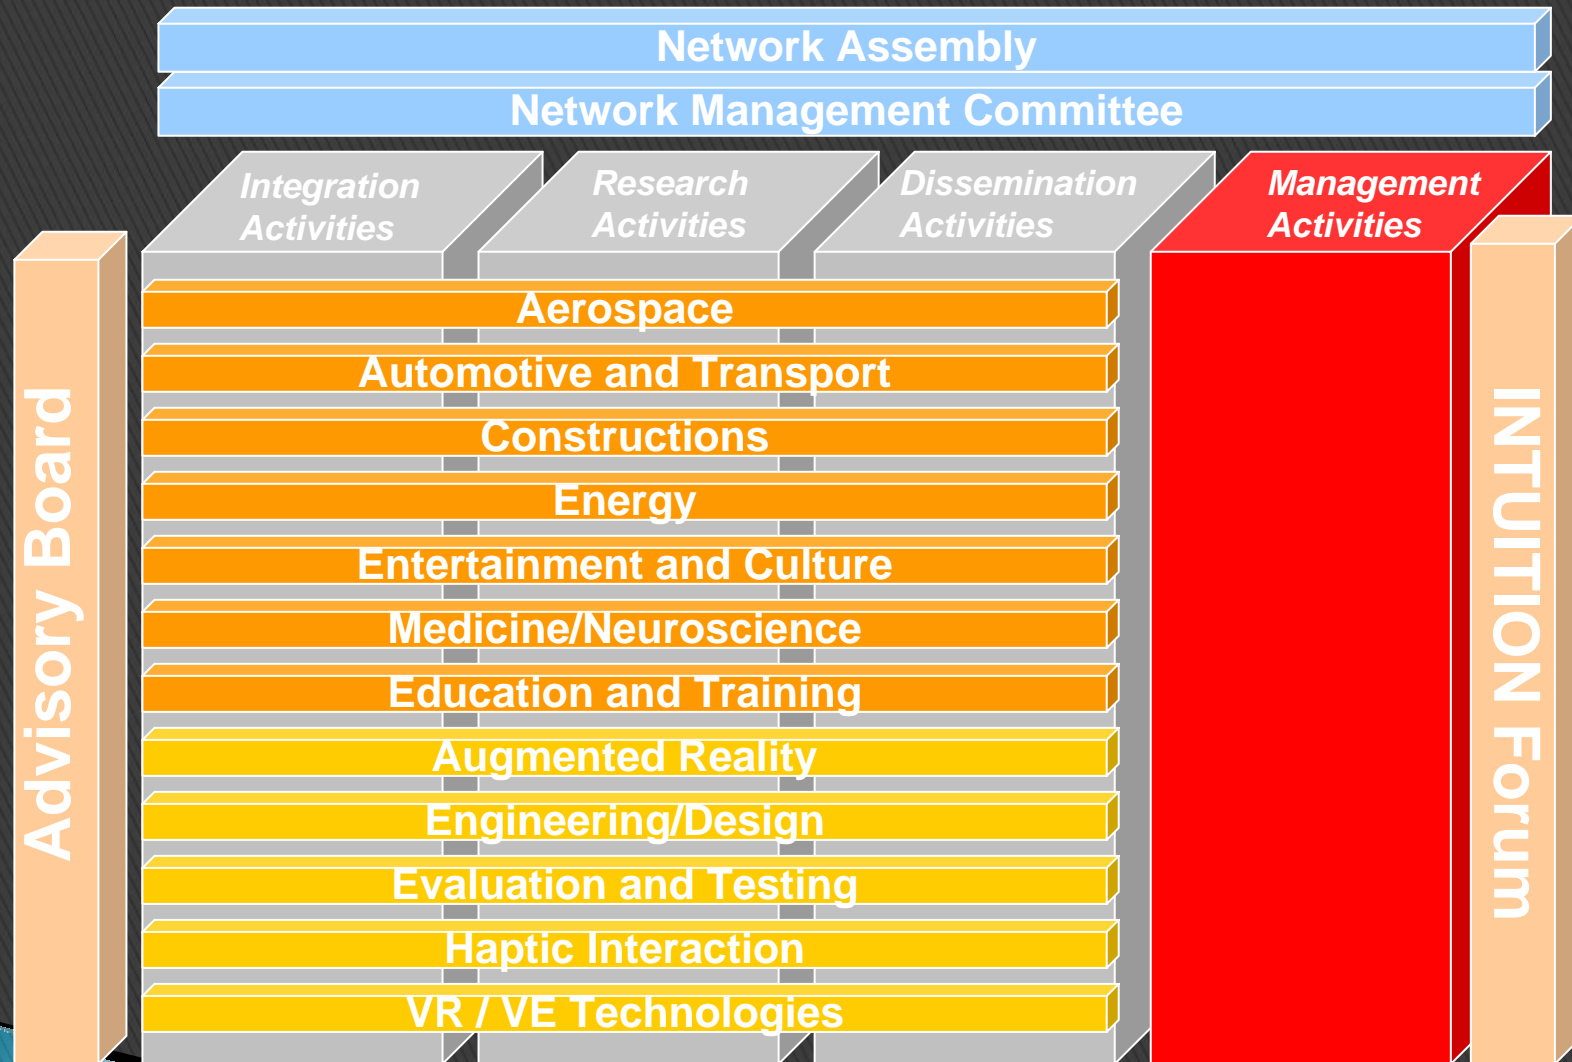 Network Assembly
Network Management Committee
Integration
Activities
Research
Activities
Dissemination
Activities
Management
Activities
Advisory Board
Aerospace
Automotive and Transport
Constructions
Energy
Entertainment and Culture
Medicine/Neuroscience
Education and Training
Augmented Reality
Engineering/Design
Evaluation and Testing
Haptic Interaction
VR / VE Technologies
INTUITION Forum